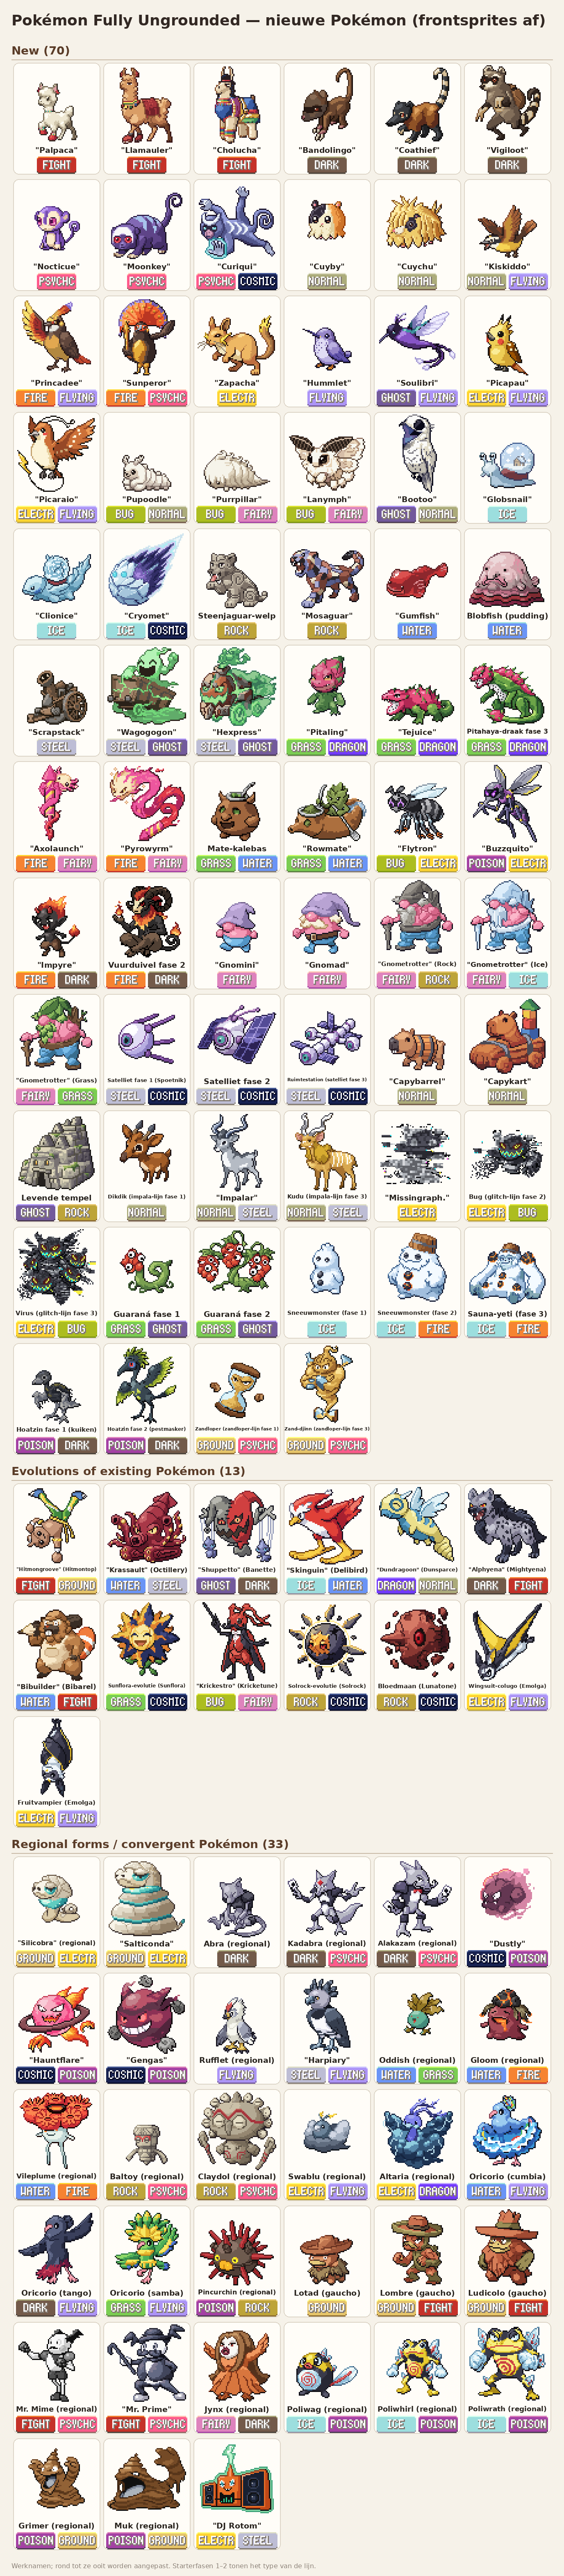 Pokémon Fully Ungrounded — nieuwe Pokémon (frontsprites af)
New (70)
"Palpaca" "Llamauler" "Cholucha" "Bandolingo" "Coathief" "Vigiloot"
FIGHT FIGHT FIGHT DARK DARK DARK
"Nocticue" "Moonkey" "Curiqui" "Cuyby" "Cuychu" "Kiskiddo"
PSYCHC PSYCHC PSYCHC COSMIC NORMAL NORMAL NORMAL FLYING
"Princadee" "Sunperor" "Zapacha" "Hummlet" "Soulibri" "Picapau"
FIRE FLYING FIRE PSYCHC ELECTR FLYING GHOST FLYING ELECTR FLYING
"Picaraio" "Pupoodle" "Purrpillar" "Lanymph" "Bootoo" "Globsnail"
ELECTR FLYING BUG NORMAL BUG FAIRY BUG FAIRY GHOST NORMAL ICE
"Clionice" "Cryomet" Steenjaguar-welp "Mosaguar" "Gumfish" Blobfish (pudding)
ICE ICE COSMIC ROCK ROCK WATER WATER
"Scrapstack" "Wagogogon" "Hexpress" "Pitaling" "Tejuice" Pitahaya-draak fase 3
STEEL STEEL GHOST STEEL GHOST GRASS DRAGON GRASS DRAGON GRASS DRAGON
"Axolaunch" "Pyrowyrm" Mate-kalebas "Rowmate" "Flytron" "Buzzquito"
FIRE FAIRY FIRE FAIRY GRASS WATER GRASS WATER BUG ELECTR POISON ELECTR
"Impyre" Vuurduivel fase 2 "Gnomini" "Gnomad" "Gnometrotter" (Rock) "Gnometrotter" (Ice)
FIRE DARK FIRE DARK FAIRY FAIRY FAIRY ROCK FAIRY ICE
"Gnometrotter" (Grass) Satelliet fase 1 (Spoetnik) Satelliet fase 2 Ruimtestation (satelliet fase 3) "Capybarrel" "Capykart"
FAIRY GRASS STEEL COSMIC STEEL COSMIC STEEL COSMIC NORMAL NORMAL
Levende tempel Dikdik (impala-lijn fase 1) "Impalar" Kudu (impala-lijn fase 3) "Missingraph." Bug (glitch-lijn fase 2)
GHOST ROCK NORMAL NORMAL STEEL NORMAL STEEL ELECTR ELECTR BUG
Virus (glitch-lijn fase 3) Guaraná fase 1 Guaraná fase 2 Sneeuwmonster (fase 1) Sneeuwmonster (fase 2) Sauna-yeti (fase 3)
ELECTR BUG GRASS GHOST GRASS GHOST ICE ICE FIRE ICE FIRE
Hoatzin fase 1 (kuiken) Hoatzin fase 2 (pestmasker) Zandloper (zandloper-lijn fase 1) Zand-djinn (zandloper-lijn fase 3)
POISON DARK POISON DARK GROUND PSYCHC GROUND PSYCHC
Evolutions of existing Pokémon (13)
"Hitmongroove" (Hitmontop) "Krassault" (Octillery) "Shuppetto" (Banette) "Skinguin" (Delibird) "Dundragoon" (Dunsparce) "Alphyena" (Mightyena)
FIGHT GROUND WATER STEEL GHOST DARK ICE WATER DRAGON NORMAL DARK FIGHT
"Bibuilder" (Bibarel) Sunflora-evolutie (Sunflora) "Krickestro" (Kricketune) Solrock-evolutie (Solrock) Bloedmaan (Lunatone) Wingsuit-colugo (Emolga)
WATER FIGHT GRASS COSMIC BUG FAIRY ROCK COSMIC ROCK COSMIC ELECTR FLYING
Fruitvampier (Emolga)
ELECTR FLYING
Regional forms / convergent Pokémon (33)
"Silicobra" (regional) "Salticonda" Abra (regional) Kadabra (regional) Alakazam (regional) "Dustly"
GROUND ELECTR GROUND ELECTR DARK DARK PSYCHC DARK PSYCHC COSMIC POISON
"Hauntflare" "Gengas" Rufflet (regional) "Harpiary" Oddish (regional) Gloom (regional)
COSMIC POISON COSMIC POISON FLYING STEEL FLYING WATER GRASS WATER FIRE
Vileplume (regional) Baltoy (regional) Claydol (regional) Swablu (regional) Altaria (regional) Oricorio (cumbia)
WATER FIRE ROCK PSYCHC ROCK PSYCHC ELECTR FLYING ELECTR DRAGON WATER FLYING
Oricorio (tango) Oricorio (samba) Pincurchin (regional) Lotad (gaucho) Lombre (gaucho) Ludicolo (gaucho)
DARK FLYING GRASS FLYING POISON ROCK GROUND GROUND FIGHT GROUND FIGHT
Mr. Mime (regional) "Mr. Prime" Jynx (regional) Poliwag (regional) Poliwhirl (regional) Poliwrath (regional)
FIGHT PSYCHC FIGHT PSYCHC FAIRY DARK ICE POISON ICE POISON ICE POISON
Grimer (regional) Muk (regional) "DJ Rotom"
POISON GROUND POISON GROUND ELECTR STEEL
Werknamen; rond tot ze ooit worden aangepast. Starterfasen 1–2 tonen het type van de lijn.